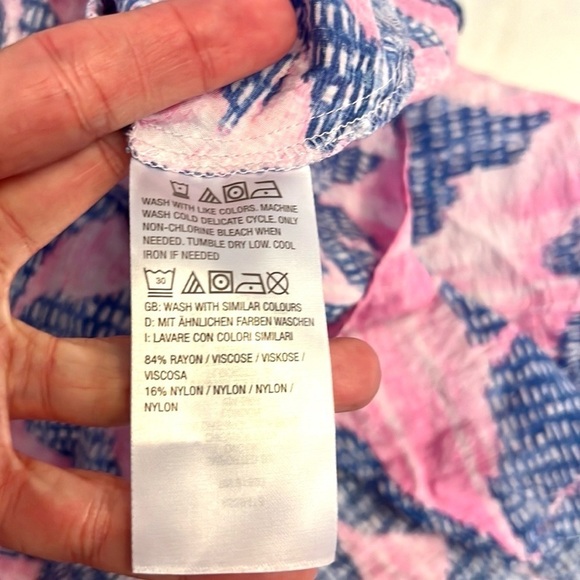 WASH WITH LIKE COLORS. MACHINE
WASH COLD DELICATE CYCLE. ONLY
NON-CHLORINE BLEACH WHEN
NEEDED. TUMBLE DRY LOW. COOL
IRON IF NEEDED
30
GB: WASH WITH SIMILAR COLOURS
D: MIT ÄHNLICHEN FARBEN WASCHEN
I: LAVARE CON COLORI SIMILARI
84% RAYON / VISCOSE / VISKOSE /
VISCOSA
16% NYLON / NYLON / NYLON /
NYLON